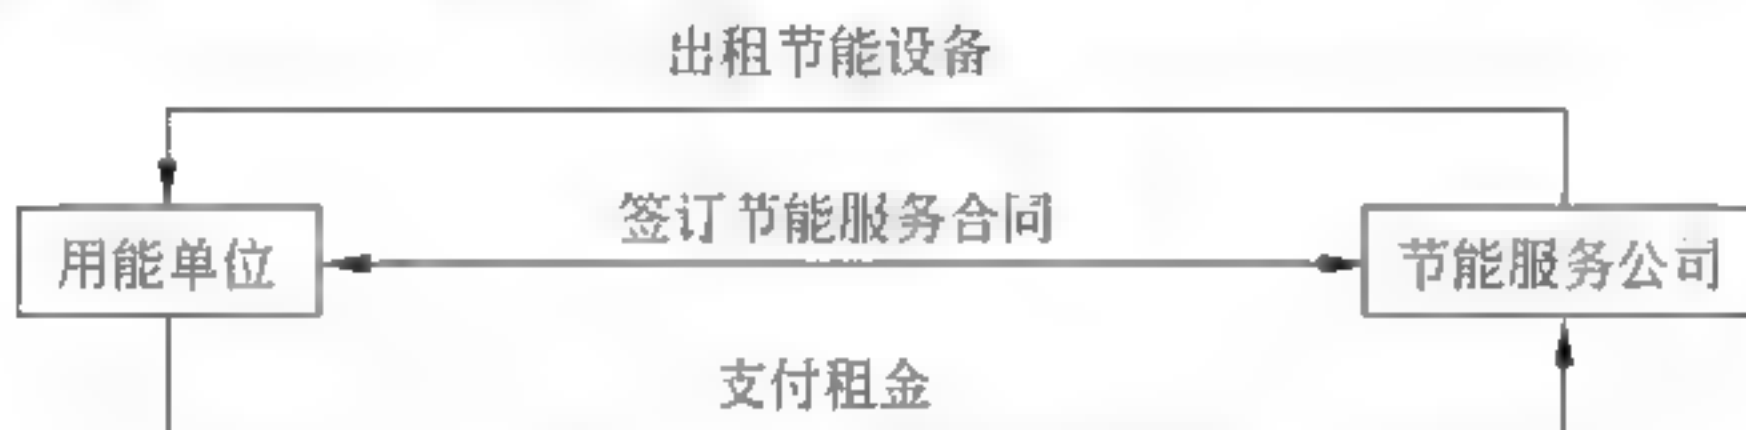 出租节能设备
签订节能服务合同
用能单位
节能服务公司
支付租金